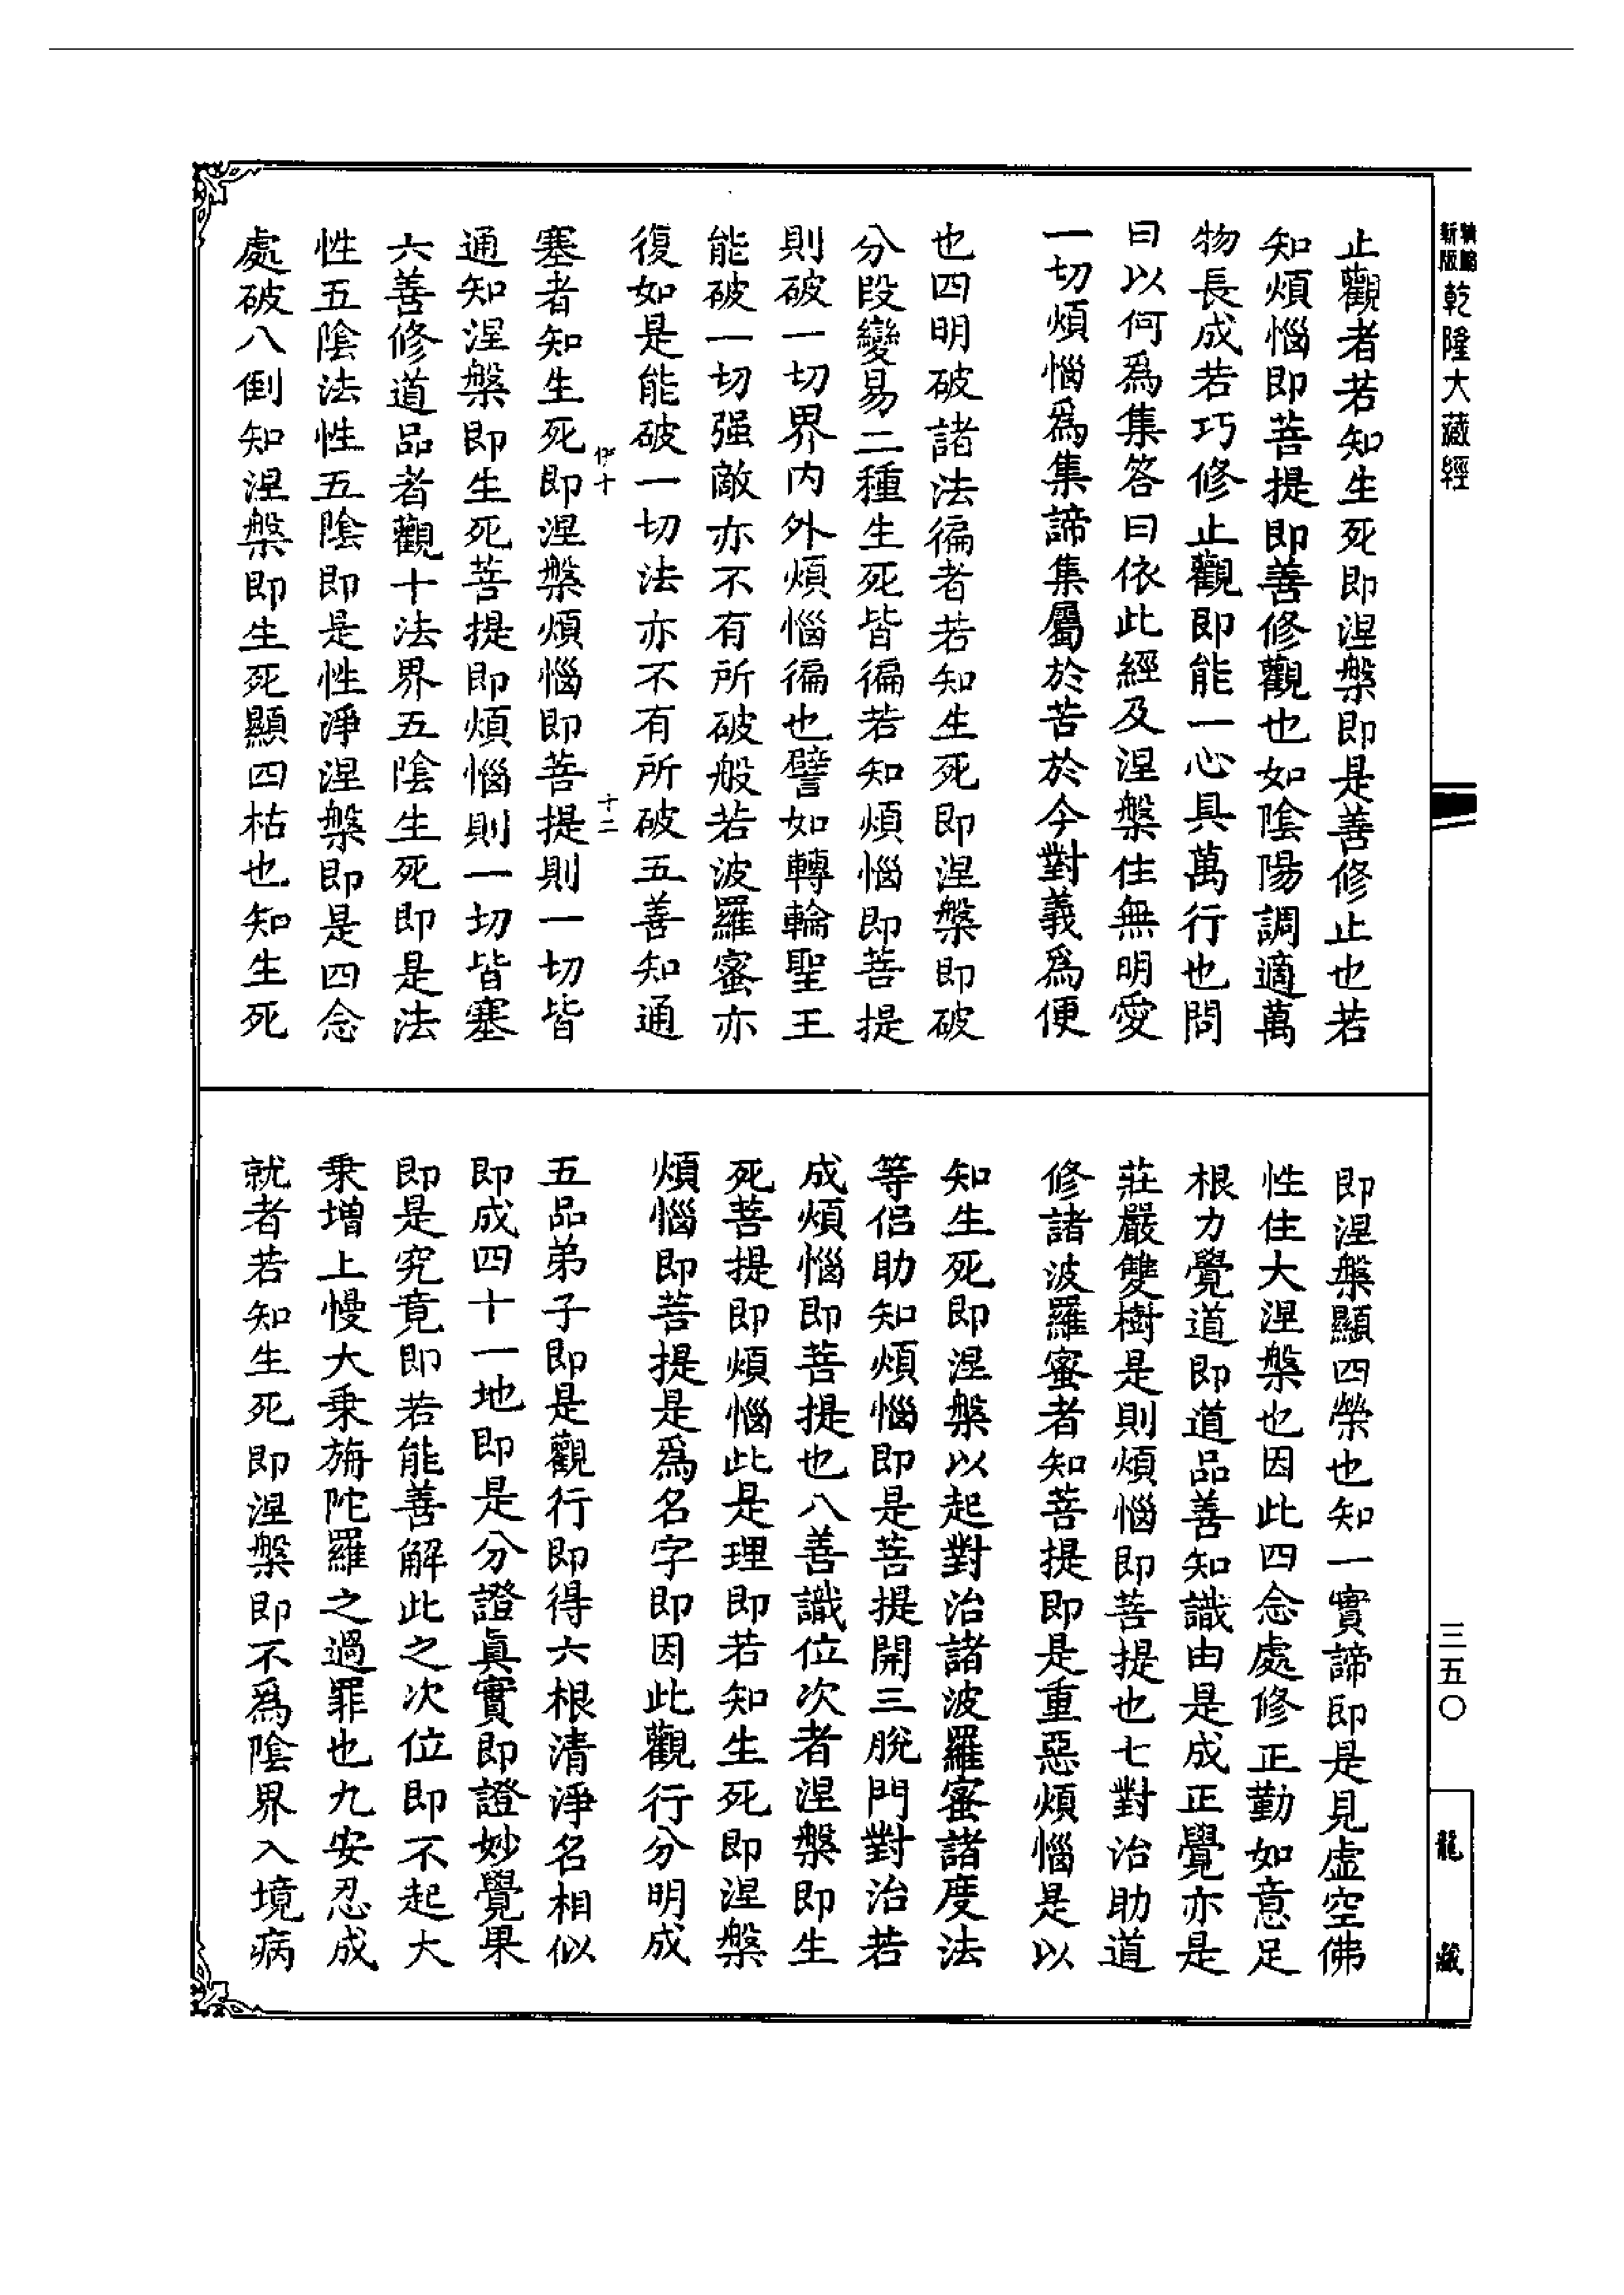 新版
乾隆大藏經
止觀者若知生死即涅槃即是善修止也若
知煩惱即菩提即善修觀也如陰陽調適萬
物長成若巧修止觀即能一心具萬行也問
曰以何爲集答曰依此經及涅槃住無明愛
一切煩惱爲集諦集屬於苦於今對義爲便
也四明破諸法徧者若知生死即涅槃即破
分段變易二種生死皆徧若知煩惱即菩提
則破一切界內外煩惱徧也譬如轉輪聖王
能破一切强敵亦不有所破般若波羅蜜亦
復如是能破一切法亦不有所破五善知通
伊十
十二
塞者知生死即涅槃煩惱即菩提則一切皆
通知涅槃即生死菩提即煩惱則一切皆塞
六善修道品者觀十法界五陰生死即是法
性五陰法性五陰即是性淨涅槃即是四念
處破八倒知涅槃即生死顯四枯也知生死
即涅槃顯四榮也知一實諦即是見虛空佛
性住大涅槃也因此四念處修正勤如意足
根力覺道即道品善知識由是成正覺亦是
莊嚴雙樹是則煩惱即菩提也七對治助道
修諸波羅蜜者知菩提即是重惡煩惱是以
知生死即涅槃以起對治諸波羅蜜諸度法
等侶助知煩惱即是菩提開三脫門對治若
成煩惱即菩提也八善識位次者涅槃即生
死菩提即煩惱此是理即若知生死即涅槃
煩惱即菩提是爲名字即因此觀行分明成
五品弟子即是觀行即得六根清淨名相似
即成四十一地即是分證眞實即證妙覺果
即是究竟即若能善解此之次位即不起大
乗增上慢大乗旃陀羅之過罪也九安忍成
就者若知生死即涅槃即不爲陰界入境病
三五〇
龍藏